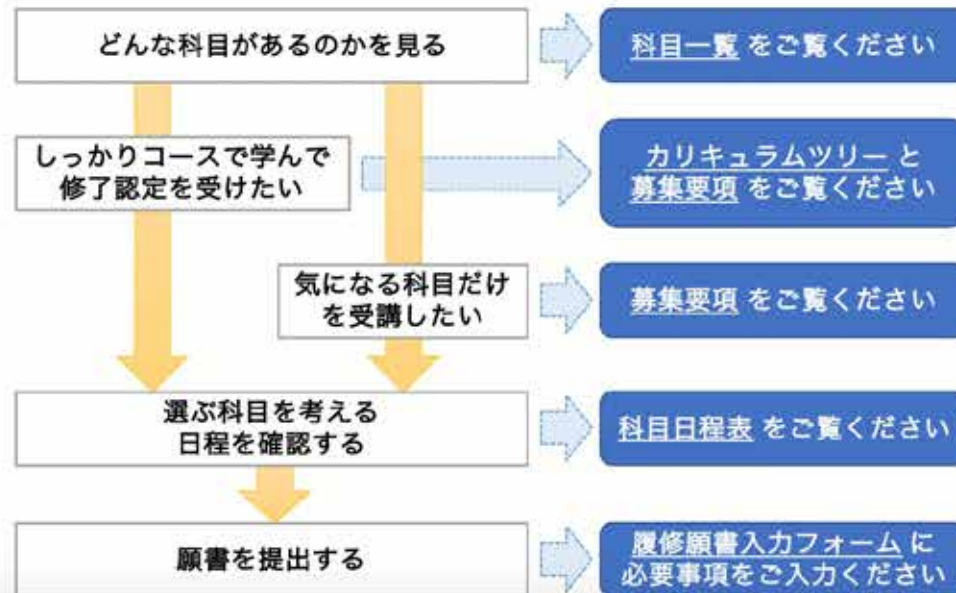 どんな科目があるのかを見る
科目一覧 をご覧ください
しっかりコースで学んで
修了認定を受けたい
カリキュラムツリー と
募集要項 をご覧ください
気になる科目だけ
を受講したい
募集要項 をご覧ください
選ぶ科目を考える
日程を確認する
科目日程表 をご覧ください
願書を提出する
履修願書入力フォーム に
必要事項をご入力ください